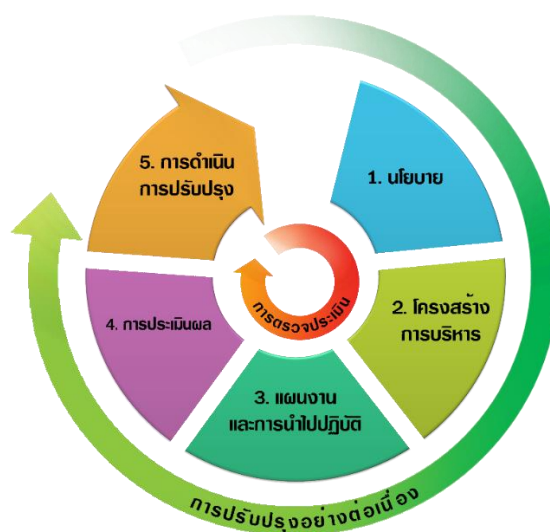 1. นโยบาย
2. โครงสร้าง
การบริหาร
3. แผนงาน
และการนำไปปฏิบัติ
4. การประเมินผล
5. การดำเนิน
การปรับปรุง
การตรวจประเมิน
การปรับปรุงอย่างต่อเนื่อง